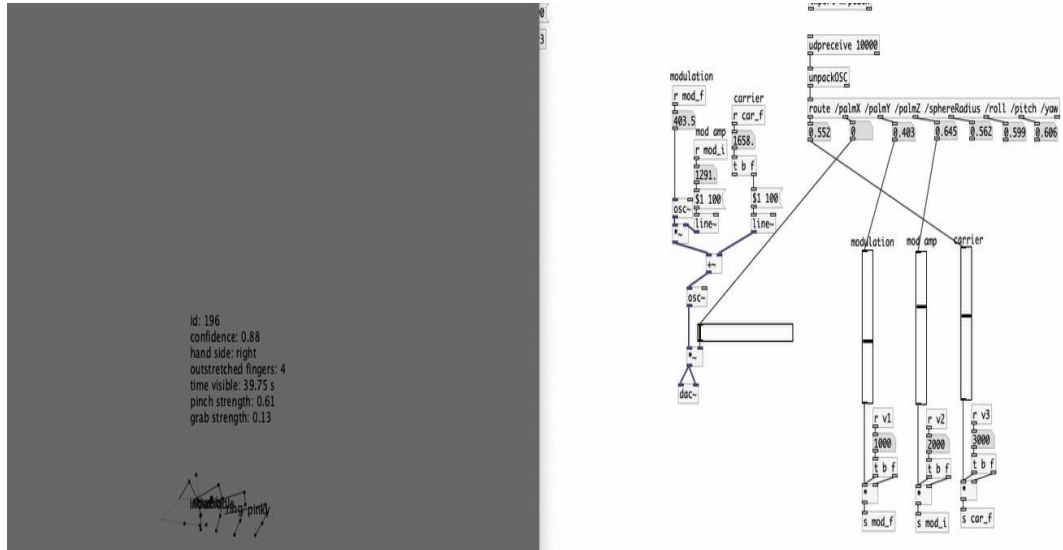 id: 196
confidence: 0.88
hand side: right
outstretched fingers: 4
time visible: 39.75 s
pinch strength: 0.61
grab strength: 0.13
pinky
udpreceive 10000
unpackOSC
route /palmX /palmY /palmZ /sphereRadius /roll /pitch /yaw
0.552 0 0.403 0.645 0.562 0.599 0.606
modulation
r mod_f
403.5
carrier
r car_f
1658.
mod amp
r mod_i
1291.
t b f
$1 100
$1 100
osc~
line~
line~
*~
+~
osc~
*~
dac~
modulation mod amp carrier
r v1 r v2 r v3
1000 2000 3000
t b f t b f t b f
* * *
s mod_f s mod_i s car_f